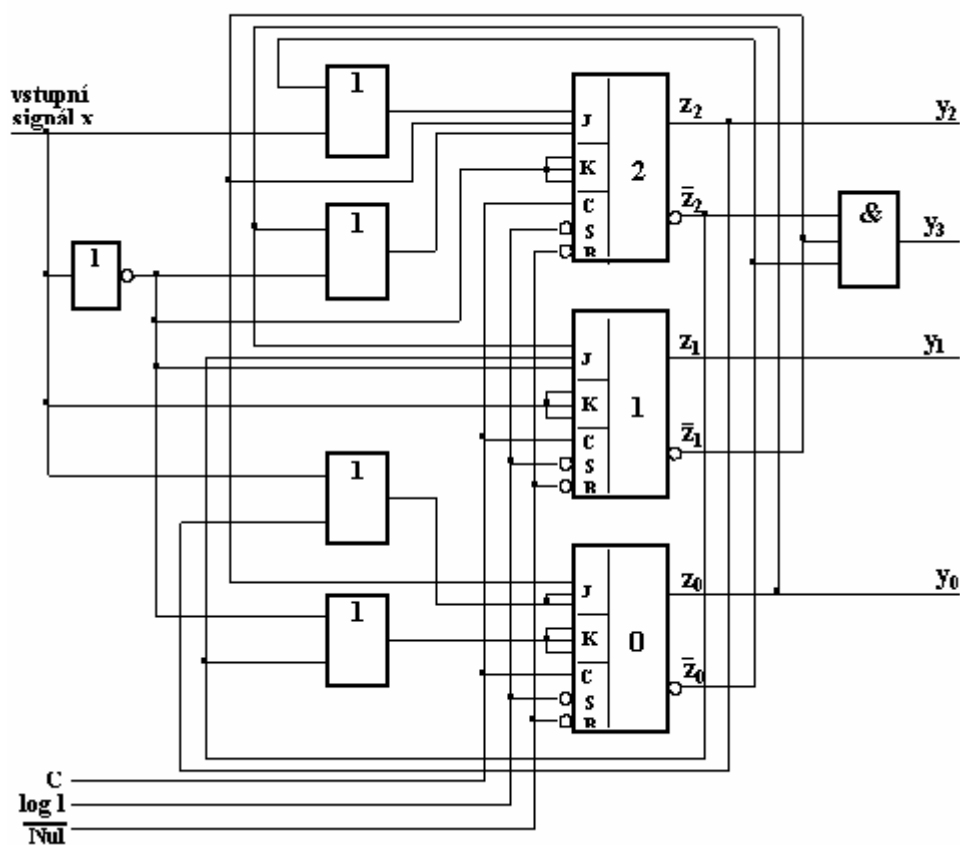 1
vstupní
signál x
J
K
C
S
R
2
z₂
z̅₂
y₂
&
y₃
1
1
J
K
C
S
R
1
z₁
z̅₁
y₁
1
J
K
C
S
R
0
z₀
z̅₀
y₀
1
C
log 1
N̅u̅l̅